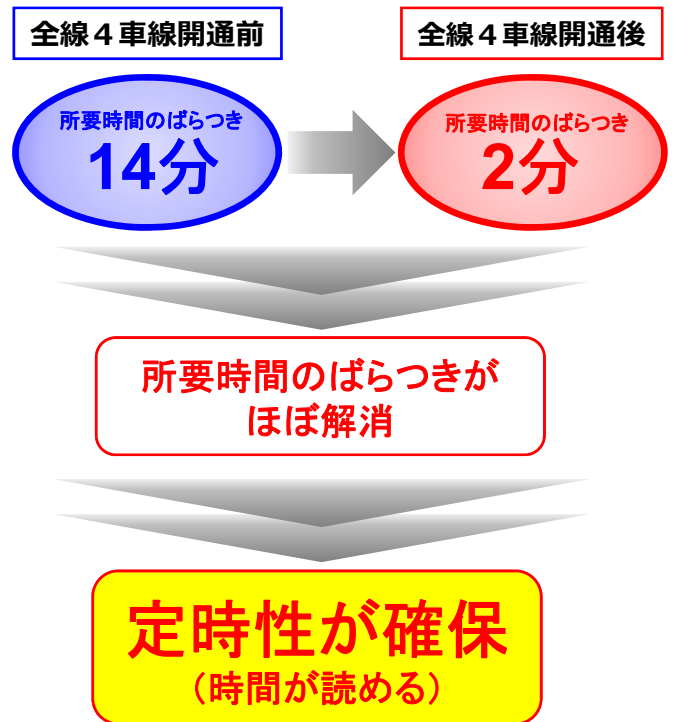 全線４車線開通前
全線４車線開通後
所要時間のばらつき
14分
所要時間のばらつき
2分
所要時間のばらつきが
ほぼ解消
定時性が確保
（時間が読める）